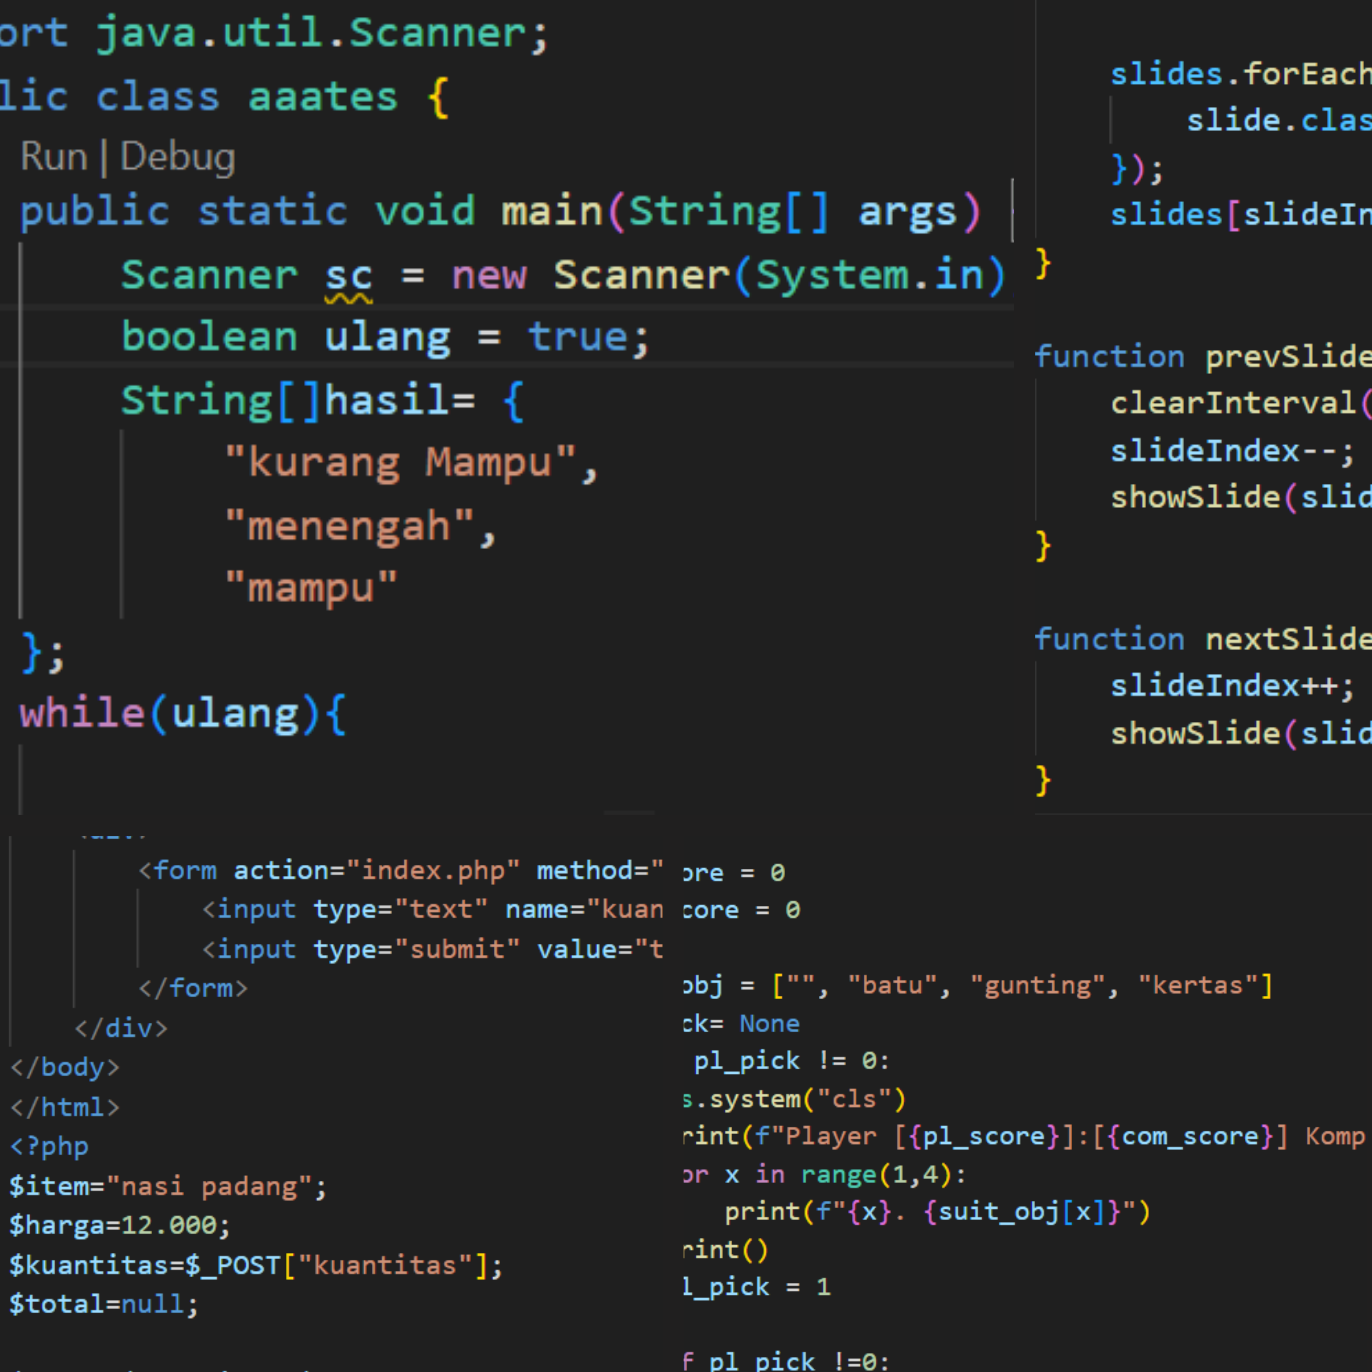 ort java.util.Scanner;
lic class aaates {
Run | Debug
public static void main(String[] args)
Scanner sc = new Scanner(System.in)
boolean ulang = true;
String[]hasil= {
"kurang Mampu",
"menengah",
"mampu"
};
while(ulang){
slides.forEach
slide.clas
});
slides[slideIn
}
function prevSlide
clearInterval(
slideIndex--;
showSlide(slid
}
function nextSlide
slideIndex++;
showSlide(slid
}
<form action="index.php" method="
<input type="text" name="kuan
<input type="submit" value="t
</form>
</div>
</body>
</html>
<?php
$item="nasi padang";
$harga=12.000;
$kuantitas=$_POST["kuantitas"];
$total=null;
ore = 0
core = 0
obj = ["", "batu", "gunting", "kertas"]
ck= None
pl_pick != 0:
s.system("cls")
rint(f"Player [{pl_score}]:[{com_score}] Komp
or x in range(1,4):
print(f"{x}. {suit_obj[x]}")
rint()
l_pick = 1
f pl_pick !=0: